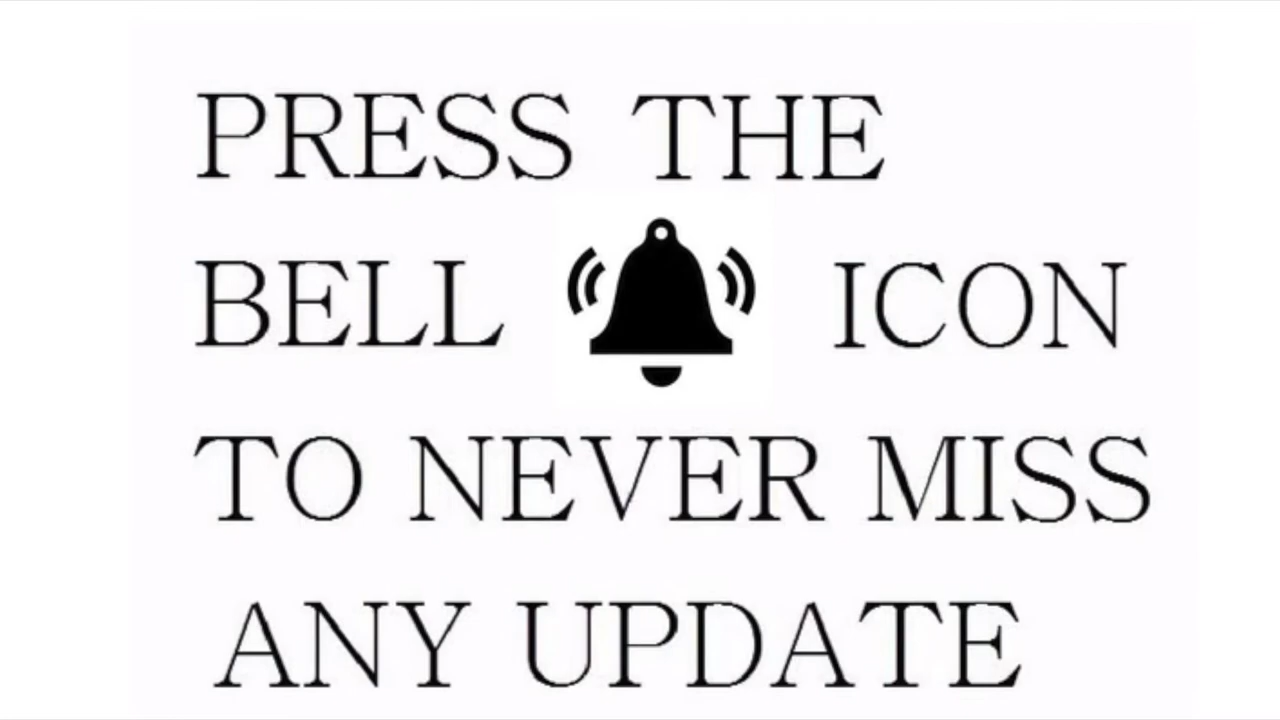 PRESS THE
BELL ICON
TO NEVER MISS
ANY UPDATE